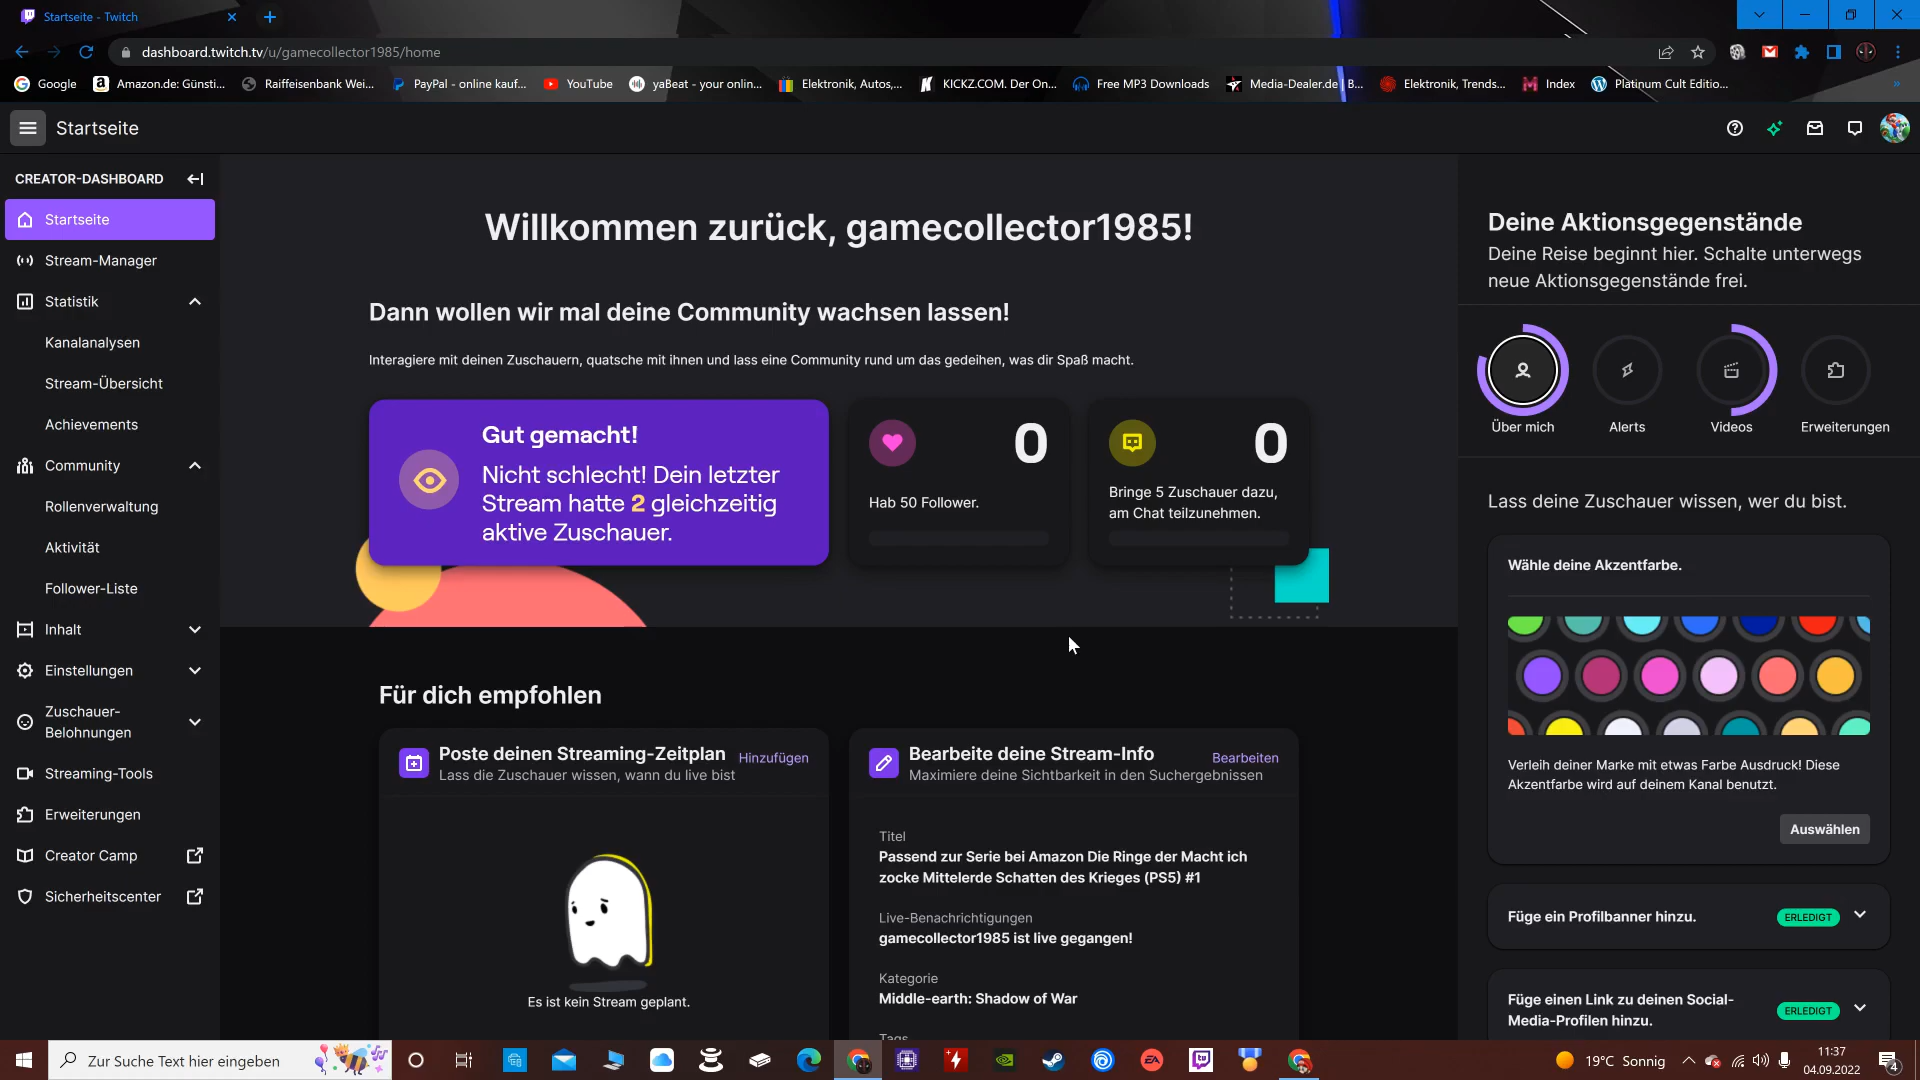 Startseite - Twitch
dashboard.twitch.tv/u/gamecollector1985/home
Google
Amazon.de: Günsti...
Raiffeisenbank Wei...
PayPal - online kauf...
YouTube
yaBeat - your onlin...
Elektronik, Autos,...
KICKZ.COM. Der On...
Free MP3 Downloads
Media-Dealer.de | B...
Elektronik, Trends...
Index
Platinum Cult Editio...
»
Startseite
CREATOR-DASHBOARD
Startseite
Stream-Manager
Statistik
Kanalanalysen
Stream-Übersicht
Achievements
Community
Rollenverwaltung
Aktivität
Follower-Liste
Inhalt
Einstellungen
Zuschauer-
Belohnungen
Streaming-Tools
Erweiterungen
Creator Camp
Sicherheitscenter
Willkommen zurück, gamecollector1985!
Dann wollen wir mal deine Community wachsen lassen!
Interagiere mit deinen Zuschauern, quatsche mit ihnen und lass eine Community rund um das gedeihen, was dir Spaß macht.
Gut gemacht!
Nicht schlecht! Dein letzter
Stream hatte 2 gleichzeitig
aktive Zuschauer.
0
Hab 50 Follower.
0
Bringe 5 Zuschauer dazu,
am Chat teilzunehmen.
Für dich empfohlen
Poste deinen Streaming-Zeitplan
Hinzufügen
Lass die Zuschauer wissen, wann du live bist
Es ist kein Stream geplant.
Bearbeite deine Stream-Info
Bearbeiten
Maximiere deine Sichtbarkeit in den Suchergebnissen
Titel
Passend zur Serie bei Amazon Die Ringe der Macht ich
zocke Mittelerde Schatten des Krieges (PS5) #1
Live-Benachrichtigungen
gamecollector1985 ist live gegangen!
Kategorie
Middle-earth: Shadow of War
Tags
Deine Aktionsgegenstände
Deine Reise beginnt hier. Schalte unterwegs
neue Aktionsgegenstände frei.
Über mich
Alerts
Videos
Erweiterungen
Lass deine Zuschauer wissen, wer du bist.
Wähle deine Akzentfarbe.
Verleih deiner Marke mit etwas Farbe Ausdruck! Diese
Akzentfarbe wird auf deinem Kanal benutzt.
Auswählen
Füge ein Profilbanner hinzu.
ERLEDIGT
Füge einen Link zu deinen Social-
Media-Profilen hinzu.
ERLEDIGT
Zur Suche Text hier eingeben
EA
19°C Sonnig
11:37
04.09.2022
4